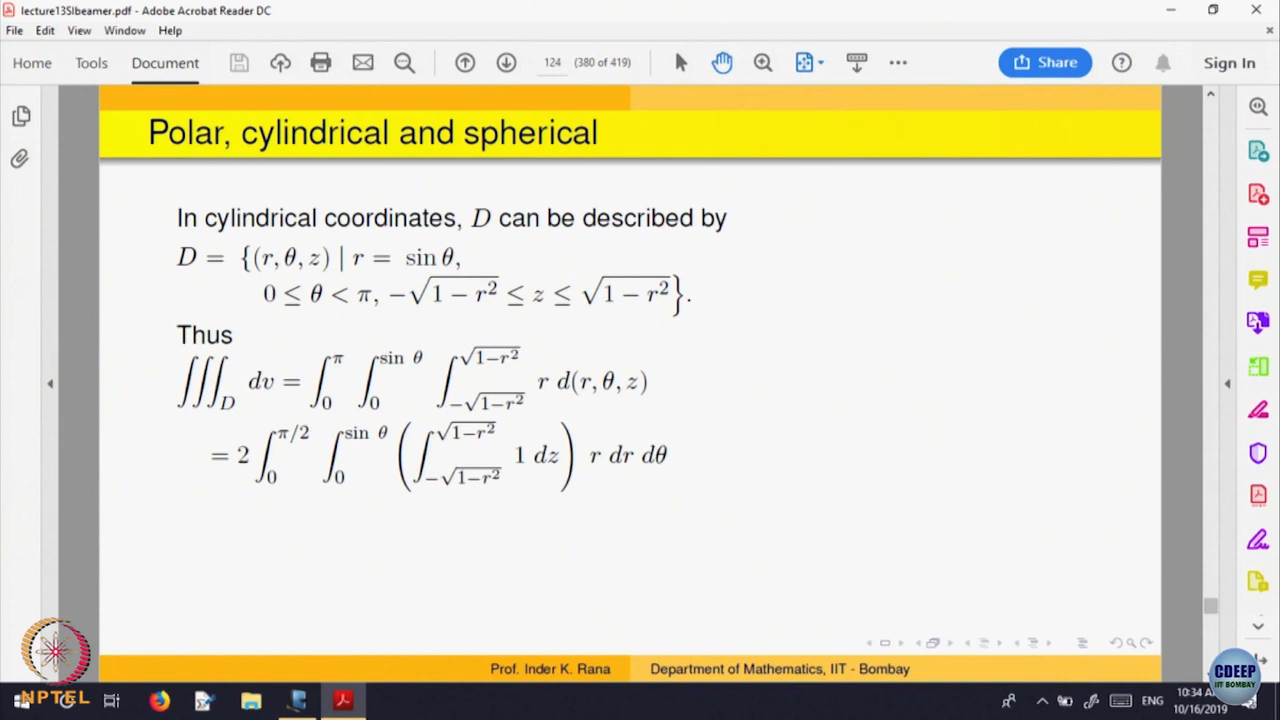 lecture13Slbeamer.pdf - Adobe Acrobat Reader DC
File Edit View Window Help
Home Tools Document 124 (380 of 419) Share Sign In
Polar, cylindrical and spherical
In cylindrical coordinates, D can be described by
D = {(r, θ, z) | r = sin θ,
0 ≤ θ < π, −√(1 − r²) ≤ z ≤ √(1 − r²)}.
Thus
∭_D dv = ∫_0^π ∫_0^{sin θ} ∫_{−√(1−r²)}^{√(1−r²)} r d(r, θ, z)
= 2 ∫_0^{π/2} ∫_0^{sin θ} ( ∫_{−√(1−r²)}^{√(1−r²)} 1 dz ) r dr dθ
Prof. Inder K. Rana Department of Mathematics, IIT - Bombay
NPTEL
CDEEP
IIT BOMBAY
ENG
10:34
10/16/2019